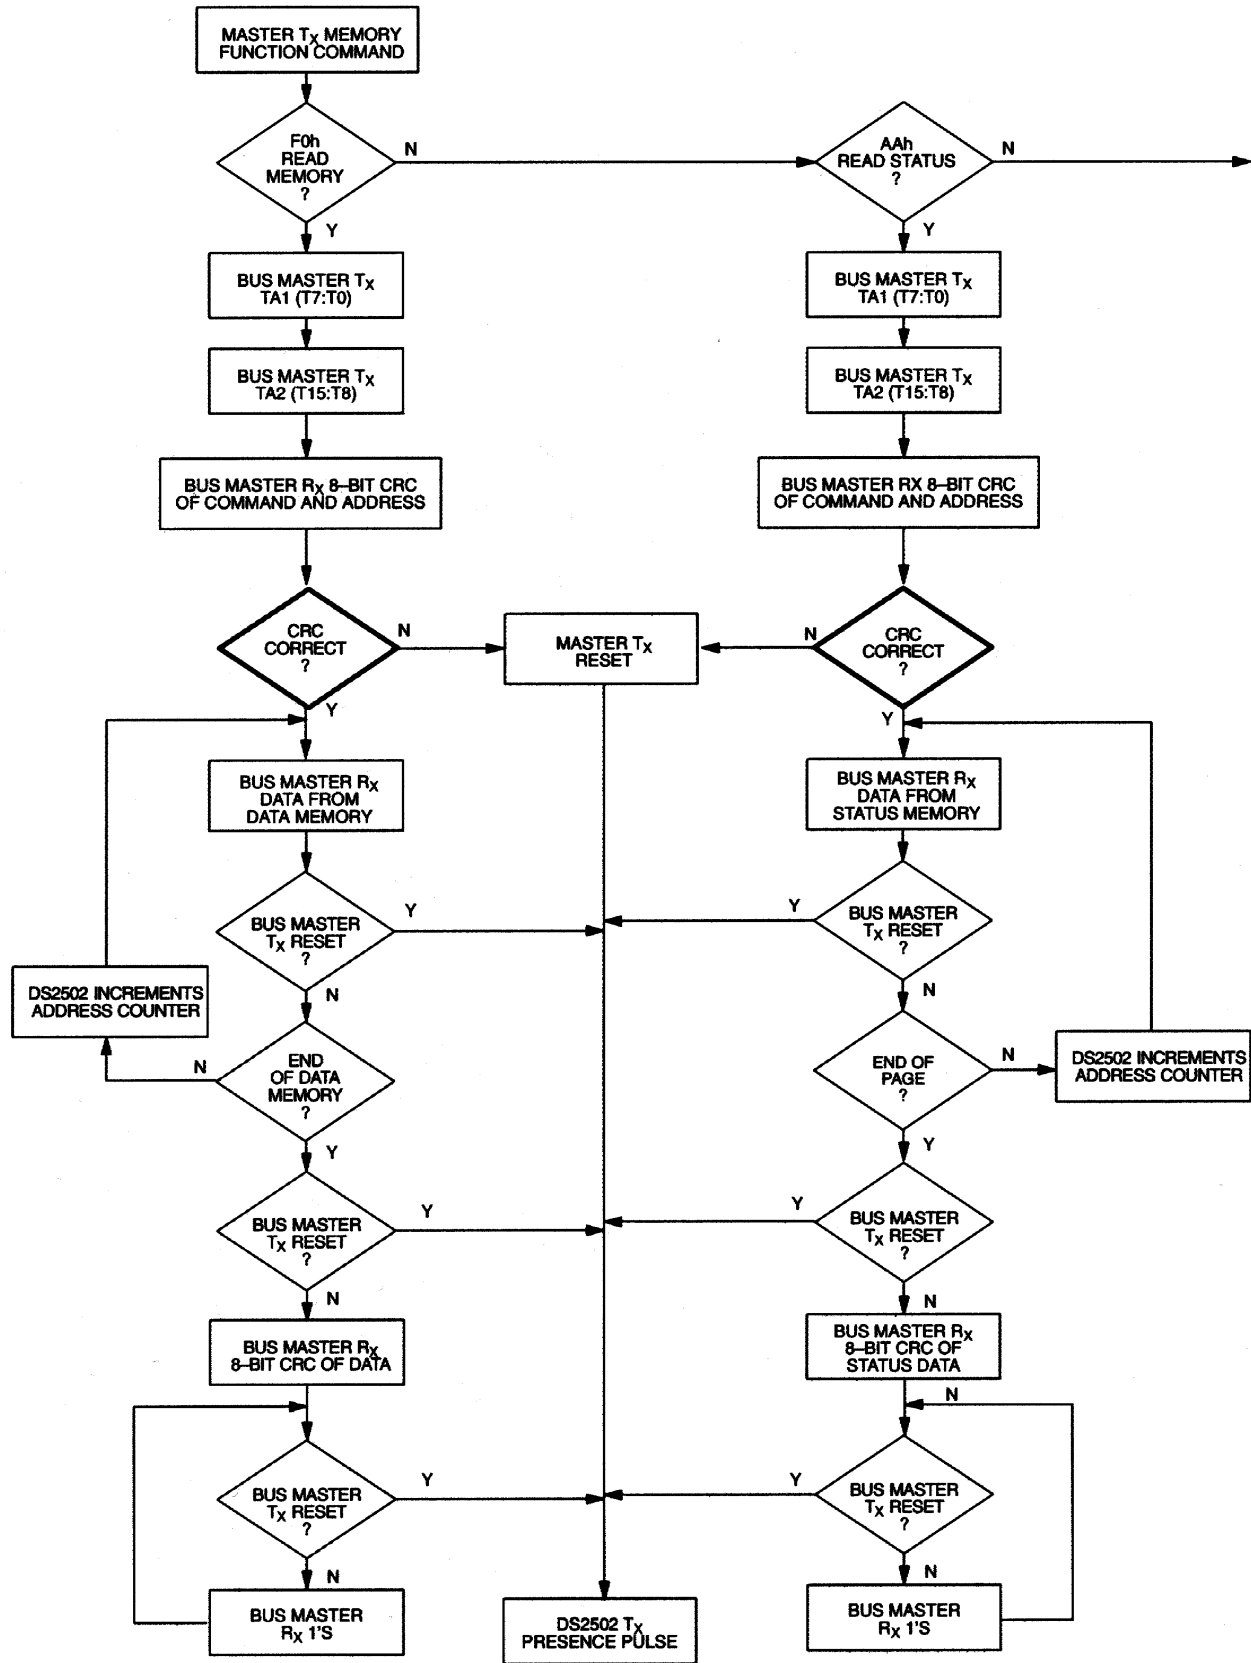 MASTER TX MEMORY
FUNCTION COMMAND
F0h
READ
MEMORY
?
N
Y
AAh
READ STATUS
?
N
Y
BUS MASTER TX
TA1 (T7:T0)
BUS MASTER TX
TA1 (T7:T0)
BUS MASTER TX
TA2 (T15:T8)
BUS MASTER TX
TA2 (T15:T8)
BUS MASTER RX 8–BIT CRC
OF COMMAND AND ADDRESS
BUS MASTER RX 8–BIT CRC
OF COMMAND AND ADDRESS
CRC
CORRECT
?
N
Y
MASTER TX
RESET
N
CRC
CORRECT
?
Y
BUS MASTER RX
DATA FROM
DATA MEMORY
BUS MASTER RX
DATA FROM
STATUS MEMORY
BUS MASTER
TX RESET
?
Y
N
Y
BUS MASTER
TX RESET
?
N
DS2502 INCREMENTS
ADDRESS COUNTER
N
END
OF DATA
MEMORY
?
Y
END OF
PAGE
?
N
Y
DS2502 INCREMENTS
ADDRESS COUNTER
BUS MASTER
TX RESET
?
Y
N
Y
BUS MASTER
TX RESET
?
N
BUS MASTER RX
8–BIT CRC OF DATA
BUS MASTER RX
8–BIT CRC OF
STATUS DATA
N
BUS MASTER
TX RESET
?
Y
N
Y
BUS MASTER
TX RESET
?
N
BUS MASTER
RX 1'S
DS2502 TX
PRESENCE PULSE
BUS MASTER
RX 1'S